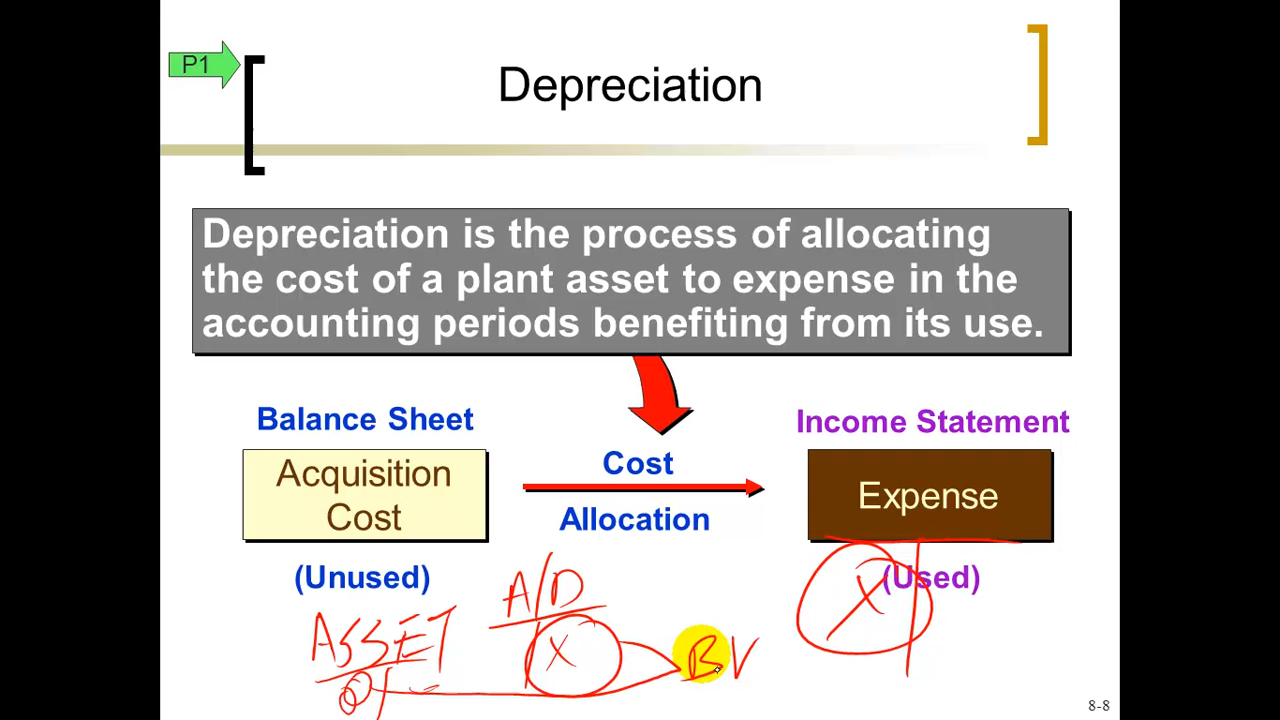 P1
Depreciation
Depreciation is the process of allocating
the cost of a plant asset to expense in the
accounting periods benefiting from its use.
Balance Sheet
Income Statement
Acquisition
Cost
Cost
Allocation
Expense
(Unused)
(Used)
A/D
X
ASSET
X
BV
8-8